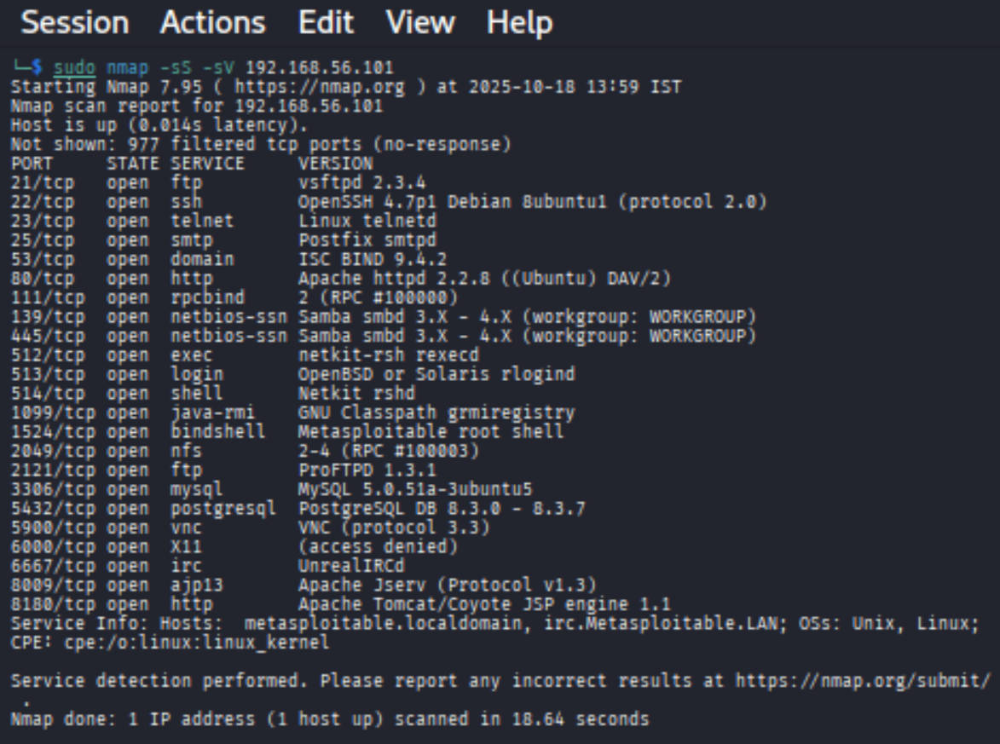 Session Actions Edit View Help
└─$ sudo nmap -sS -sV 192.168.56.101
Starting Nmap 7.95 ( https://nmap.org ) at 2025-10-18 13:59 IST
Nmap scan report for 192.168.56.101
Host is up (0.014s latency).
Not shown: 977 filtered tcp ports (no-response)
PORT     STATE SERVICE     VERSION
21/tcp   open  ftp         vsftpd 2.3.4
22/tcp   open  ssh         OpenSSH 4.7p1 Debian 8ubuntu1 (protocol 2.0)
23/tcp   open  telnet      Linux telnetd
25/tcp   open  smtp        Postfix smtpd
53/tcp   open  domain      ISC BIND 9.4.2
80/tcp   open  http        Apache httpd 2.2.8 ((Ubuntu) DAV/2)
111/tcp  open  rpcbind     2 (RPC #100000)
139/tcp  open  netbios-ssn Samba smbd 3.X - 4.X (workgroup: WORKGROUP)
445/tcp  open  netbios-ssn Samba smbd 3.X - 4.X (workgroup: WORKGROUP)
512/tcp  open  exec        netkit-rsh rexecd
513/tcp  open  login       OpenBSD or Solaris rlogind
514/tcp  open  shell       Netkit rshd
1099/tcp open  java-rmi    GNU Classpath grmiregistry
1524/tcp open  bindshell   Metasploitable root shell
2049/tcp open  nfs         2-4 (RPC #100003)
2121/tcp open  ftp         ProFTPD 1.3.1
3306/tcp open  mysql       MySQL 5.0.51a-3ubuntu5
5432/tcp open  postgresql  PostgreSQL DB 8.3.0 - 8.3.7
5900/tcp open  vnc         VNC (protocol 3.3)
6000/tcp open  X11         (access denied)
6667/tcp open  irc         UnrealIRCd
8009/tcp open  ajp13       Apache Jserv (Protocol v1.3)
8180/tcp open  http        Apache Tomcat/Coyote JSP engine 1.1
Service Info: Hosts:  metasploitable.localdomain, irc.Metasploitable.LAN; OSs: Unix, Linux;
CPE: cpe:/o:linux:linux_kernel
Service detection performed. Please report any incorrect results at https://nmap.org/submit/
.
Nmap done: 1 IP address (1 host up) scanned in 18.64 seconds